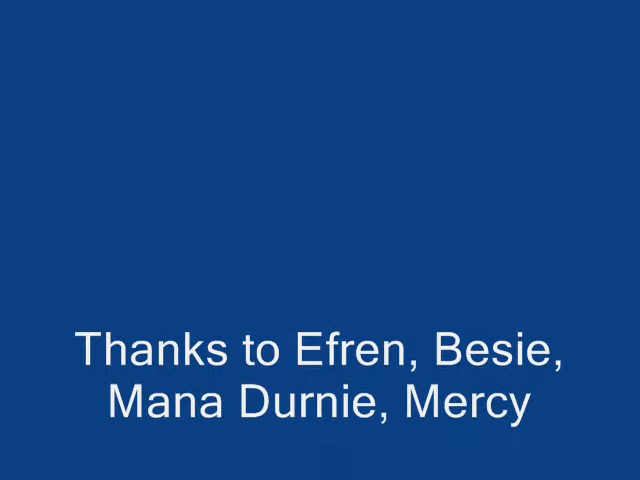 Thanks to Efren, Besie,
Mana Durnie, Mercy